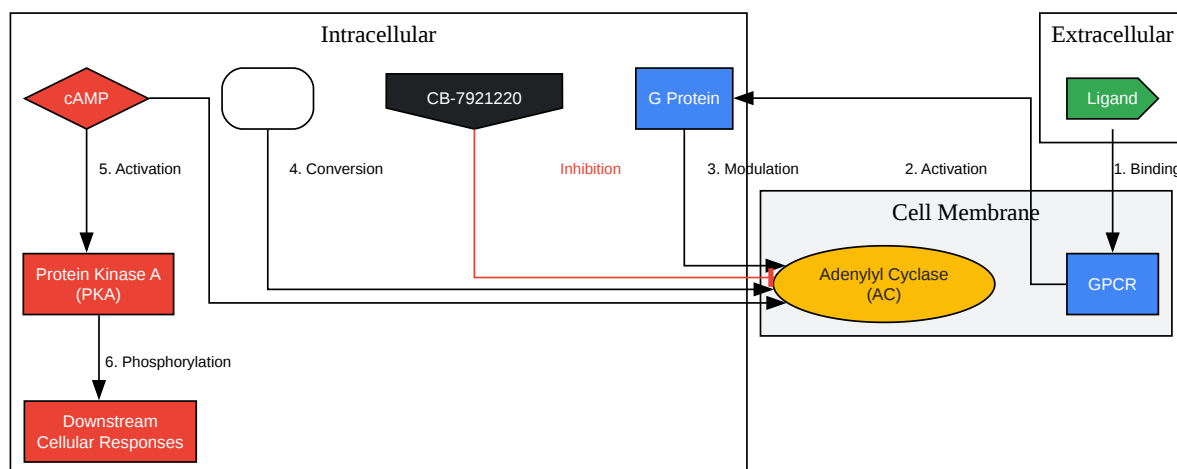 Intracellular
Extracellular
cAMP
CB-7921220
G Protein
Ligand
5. Activation
4. Conversion
Inhibition
3. Modulation
2. Activation
1. Binding
Cell Membrane
Protein Kinase A
(PKA)
Adenylyl Cyclase
(AC)
GPCR
6. Phosphorylation
Downstream
Cellular Responses